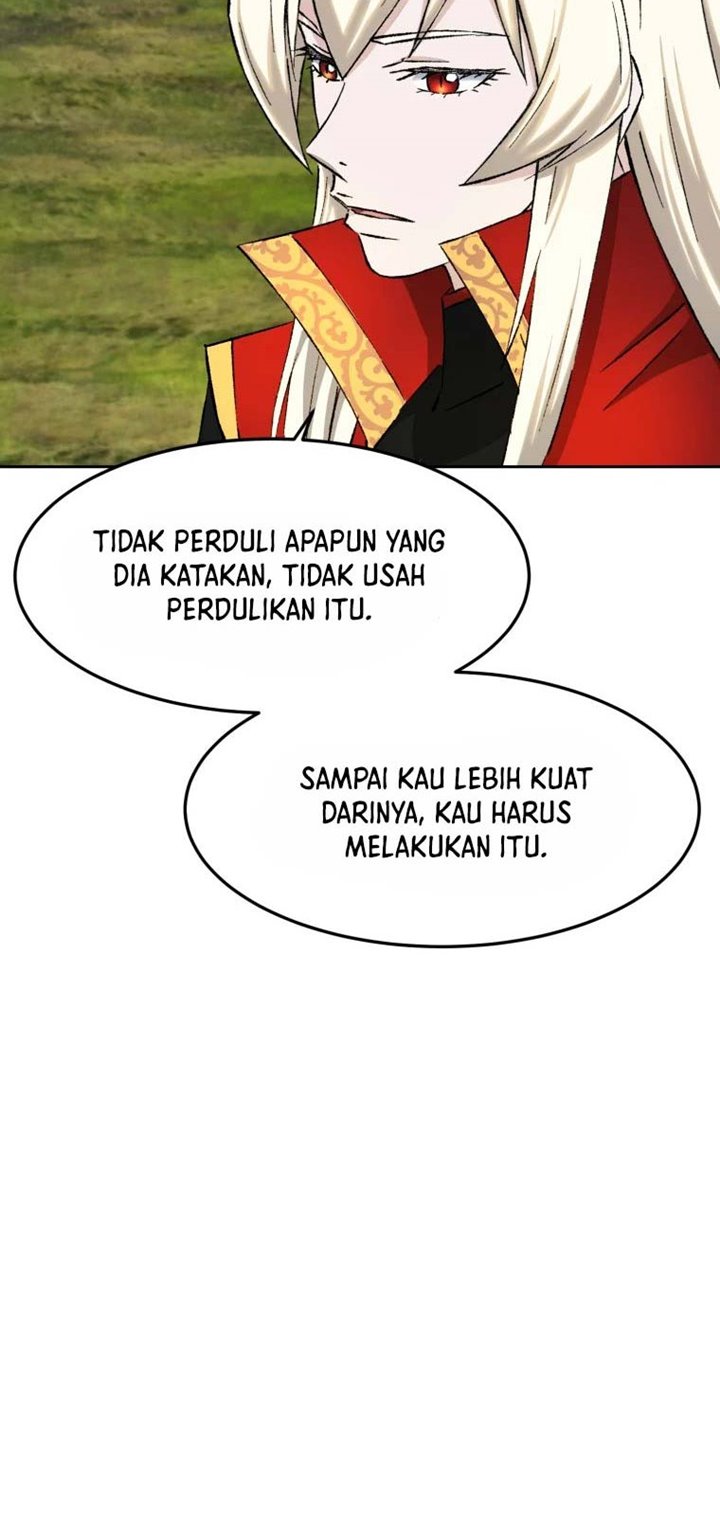 TIDAK PERDULI APAPUN YANG
DIA KATAKAN, TIDAK USAH
PERDULIKAN ITU.
SAMPAI KAU LEBIH KUAT
DARINYA, KAU HARUS
MELAKUKAN ITU.